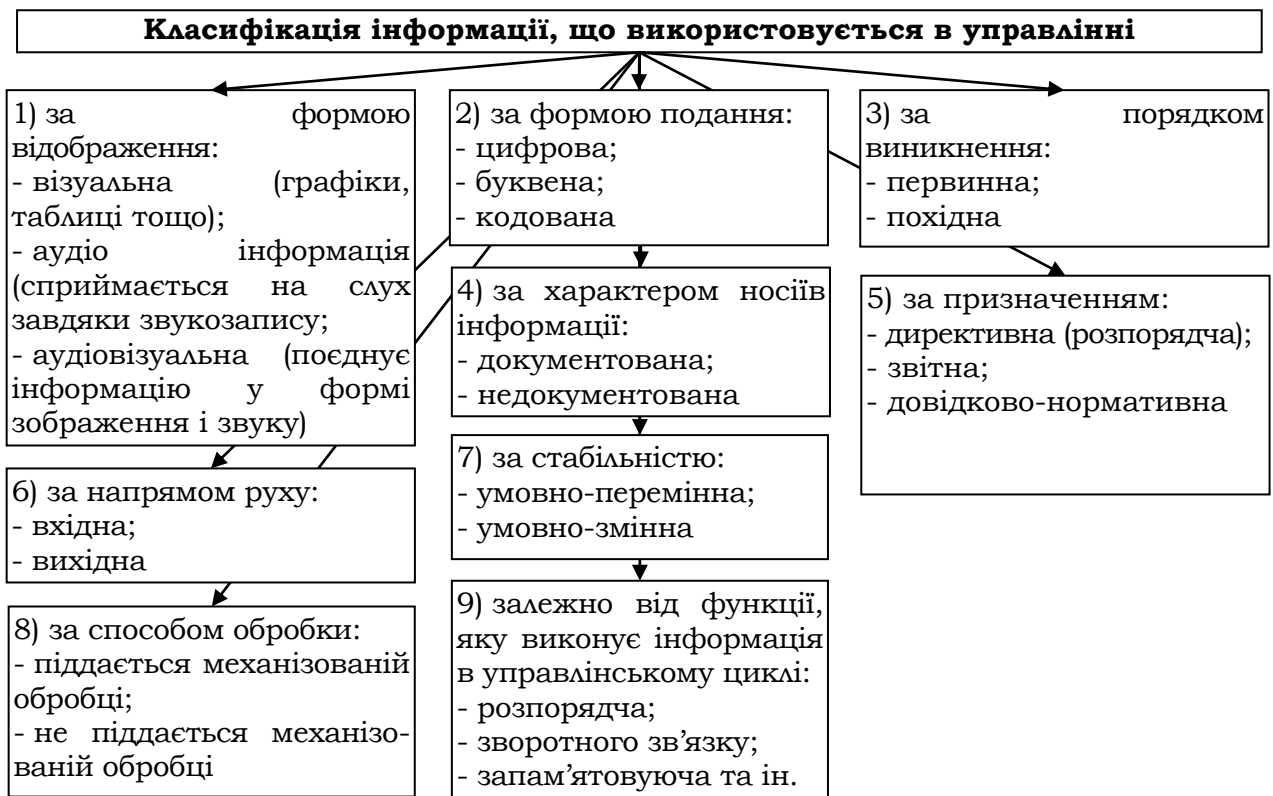 Класифікація інформації, що використовується в управлінні
1) за формою
відображення:
- візуальна (графіки,
таблиці тощо);
- аудіо інформація
(сприймається на слух
завдяки звукозапису;
- аудіовізуальна (поєднує
інформацію у формі
зображення і звуку)
2) за формою подання:
- цифрова;
- буквена;
- кодована
3) за порядком
виникнення:
- первинна;
- похідна
4) за характером носіїв
інформації:
- документована;
- недокументована
5) за призначенням:
- директивна (розпорядча);
- звітна;
- довідково-нормативна
6) за напрямом руху:
- вхідна;
- вихідна
7) за стабільністю:
- умовно-перемінна;
- умовно-змінна
8) за способом обробки:
- піддається механізованій
обробці;
- не піддається механізо-
ваній обробці
9) залежно від функції,
яку виконує інформація
в управлінському циклі:
- розпорядча;
- зворотного зв’язку;
- запам’ятовуюча та ін.